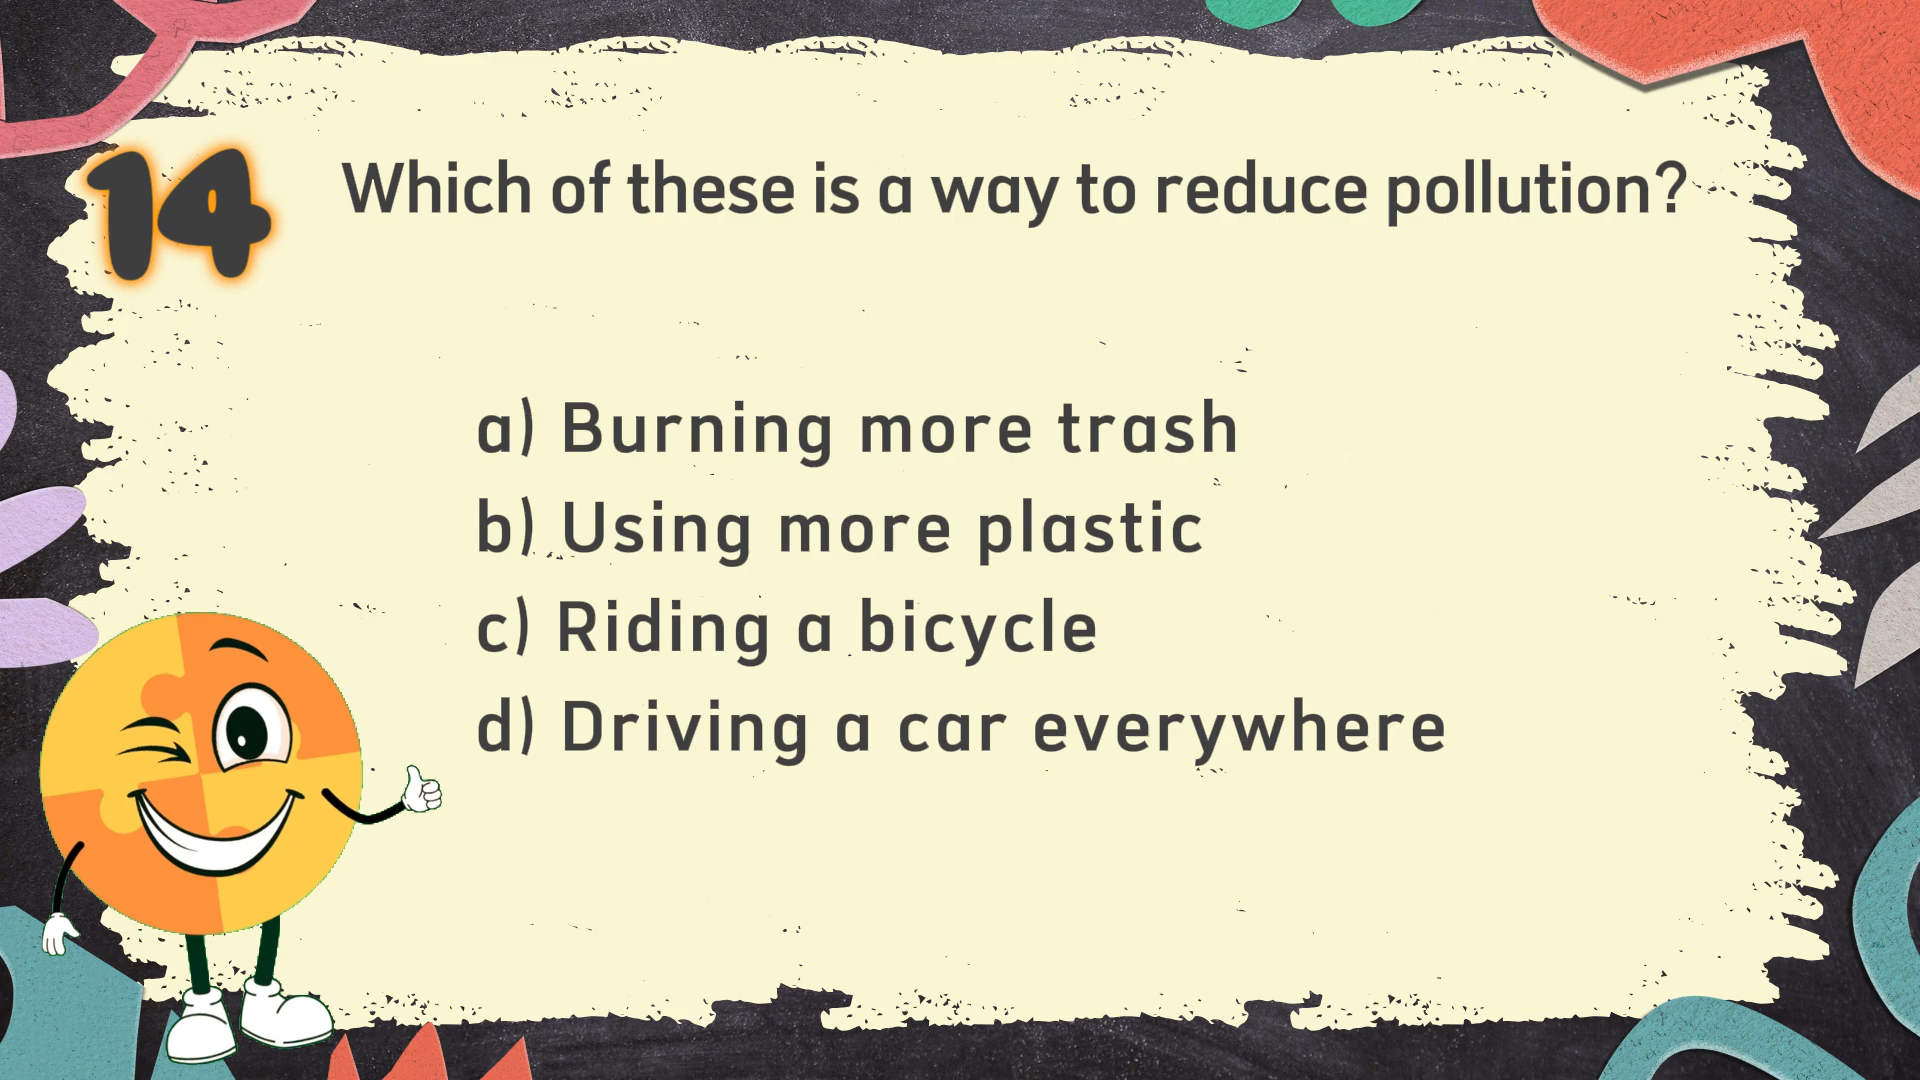 14
Which of these is a way to reduce pollution?
a) Burning more trash
b) Using more plastic
c) Riding a bicycle
d) Driving a car everywhere